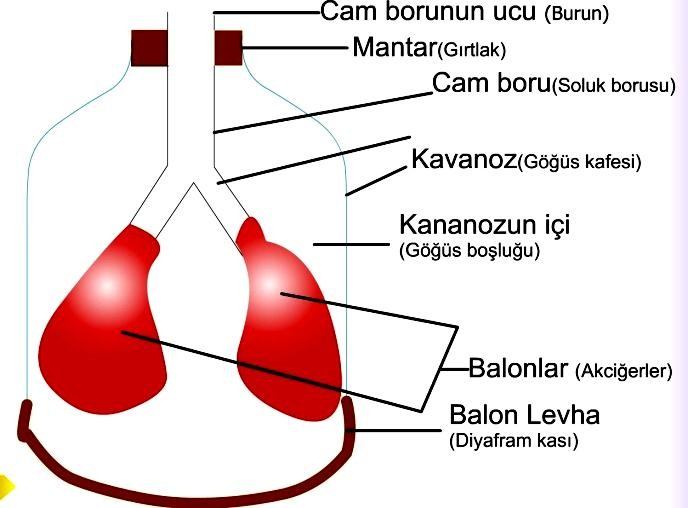 Cam borunun ucu (Burun)
Mantar(Gırtlak)
Cam boru(Soluk borusu)
Kavanoz(Göğüs kafesi)
Kananozun içi
(Göğüs boşluğu)
Balonlar (Akciğerler)
Balon Levha
(Diyafram kası)